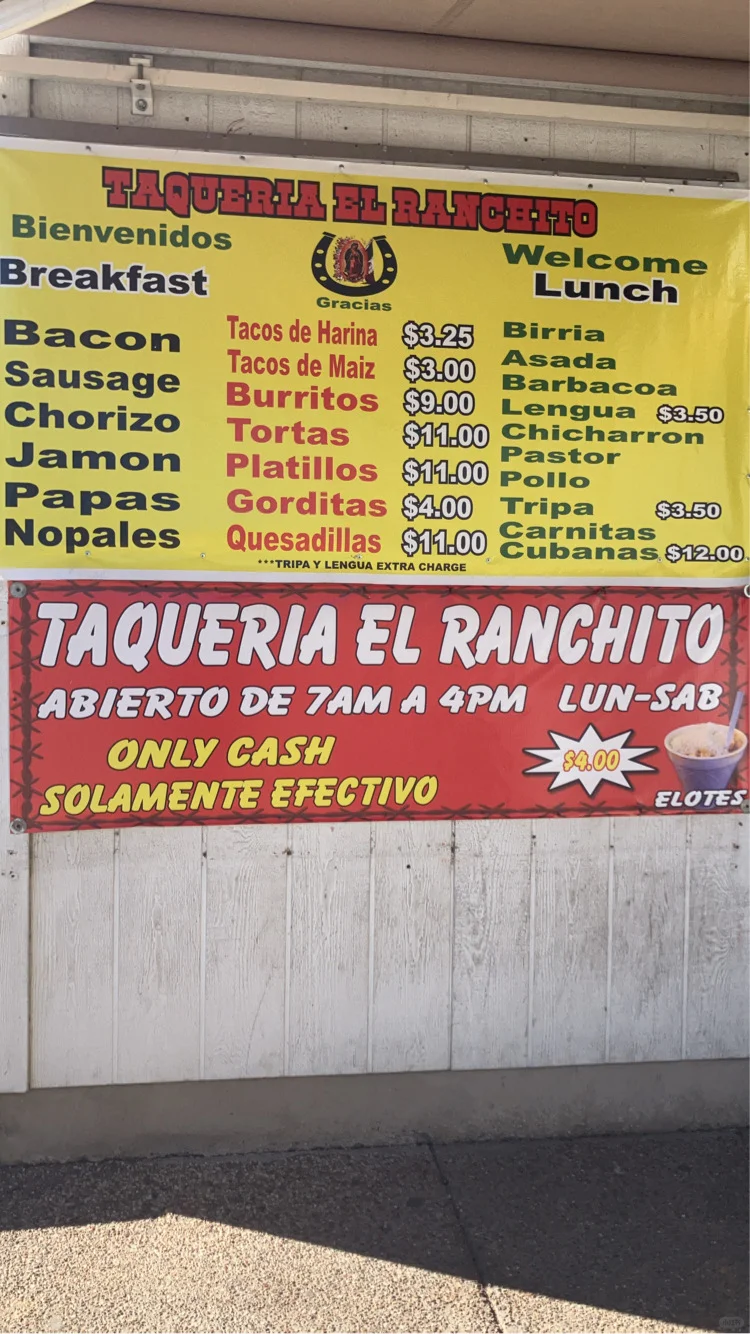 TAQUERIA EL RANCHITO
Bienvenidos
Welcome
Gracias
Breakfast
Bacon
Sausage
Chorizo
Jamon
Papas
Nopales
Tacos de Harina $3.25
Tacos de Maiz $3.00
Burritos $9.00
Tortas $11.00
Platillos $11.00
Gorditas $4.00
Quesadillas $11.00
Lunch
Birria
Asada
Barbacoa
Lengua $3.50
Chicharron
Pastor
Pollo
Tripa $3.50
Carnitas
Cubanas $12.00
***TRIPA Y LENGUA EXTRA CHARGE
TAQUERIA EL RANCHITO
ABIERTO DE 7AM A 4PM LUN-SAB
ONLY CASH
SOLAMENTE EFECTIVO
$4.00
ELOTES